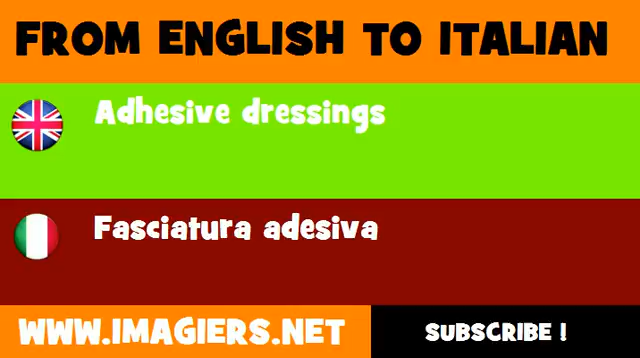 FROM ENGLISH TO ITALIAN
Adhesive dressings
Fasciatura adesiva
WWW.IMAGIERS.NET
SUBSCRIBE !